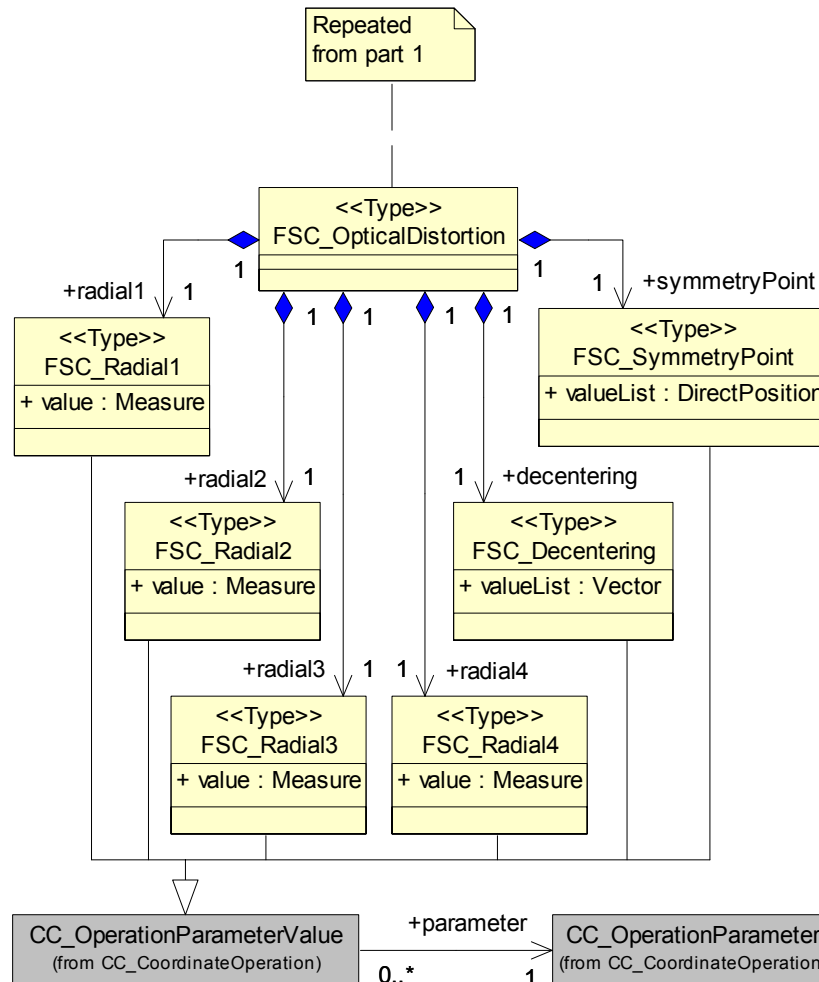 Repeated
from part 1
<<Type>>
FSC_OpticalDistortion
1
1
+radial1
1
1
+symmetryPoint
1
1
1
1
<<Type>>
FSC_Radial1
+ value : Measure
<<Type>>
FSC_SymmetryPoint
+ valueList : DirectPosition
+radial2
1
1
+decentering
<<Type>>
FSC_Radial2
+ value : Measure
<<Type>>
FSC_Decentering
+ valueList : Vector
+radial3
1
1
+radial4
<<Type>>
FSC_Radial3
+ value : Measure
<<Type>>
FSC_Radial4
+ value : Measure
CC_OperationParameterValue
(from CC_CoordinateOperation)
+parameter
0..*
1
CC_OperationParameter
(from CC_CoordinateOperation